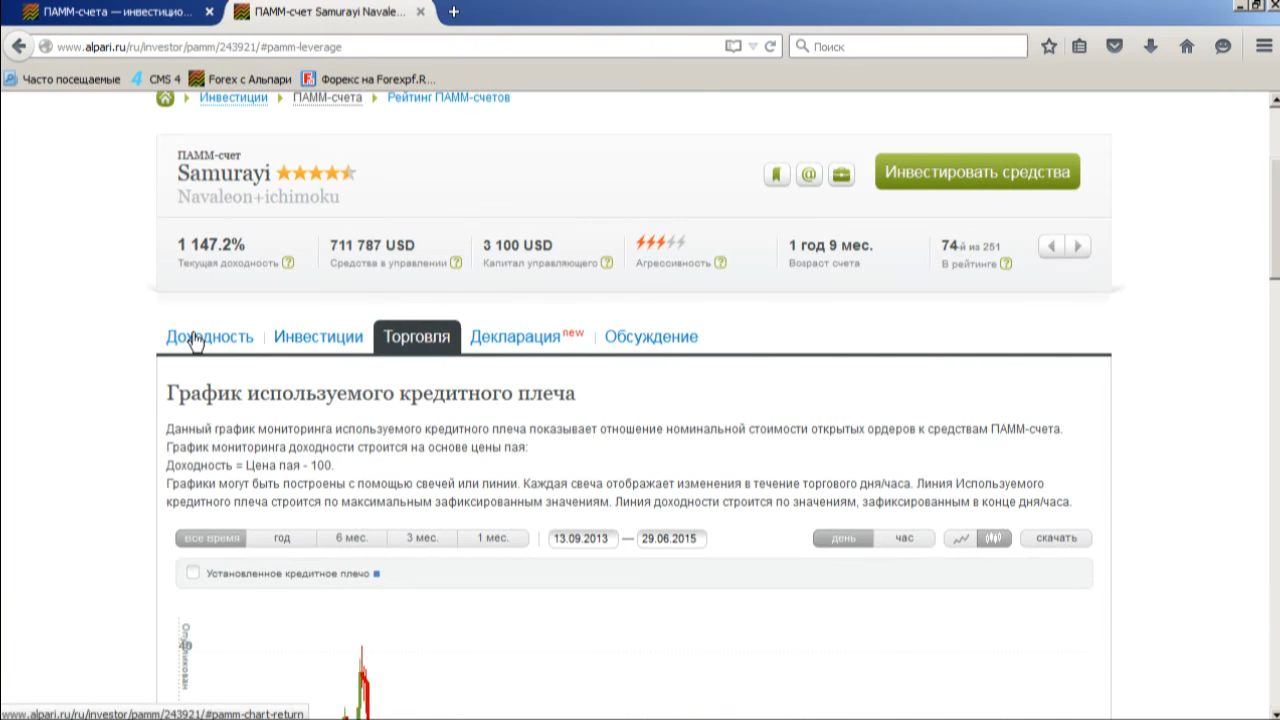 ПАММ-счета — инвестицио...
ПАММ-счет Samurayi Navale...
www.alpari.ru/ru/investor/pamm/243921/#pamm-leverage
Поиск
Часто посещаемые
CMS 4
Forex с Альпари
Форекс на Forexpf.R...
Инвестиции
ПАММ-счета
Рейтинг ПАММ-счетов
ПАММ-счет
Samurayi
Navaleon+ichimoku
Инвестировать средства
1 147.2%
Текущая доходность
711 787 USD
Средства в управлении
3 100 USD
Капитал управляющего
Агрессивность
1 год 9 мес.
Возраст счета
74-й из 251
В рейтинге
Доходность
Инвестиции
Торговля
Декларация new
Обсуждение
График используемого кредитного плеча
Данный график мониторинга используемого кредитного плеча показывает отношение номинальной стоимости открытых ордеров к средствам ПАММ-счета.
График мониторинга доходности строится на основе цены пая:
Доходность = Цена пая - 100.
Графики могут быть построены с помощью свечей или линии. Каждая свеча отображает изменения в течение торгового дня/часа. Линия Используемого
кредитного плеча строится по максимальным зафиксированным значениям. Линия доходности строится по значениям, зафиксированным в конце дня/часа.
все время
год
6 мес.
3 мес.
1 мес.
13.09.2013 — 29.06.2015
день
час
скачать
Установленное кредитное плечо
Опубликован
40
www.alpari.ru/ru/investor/pamm/243921/#pamm-chart-return